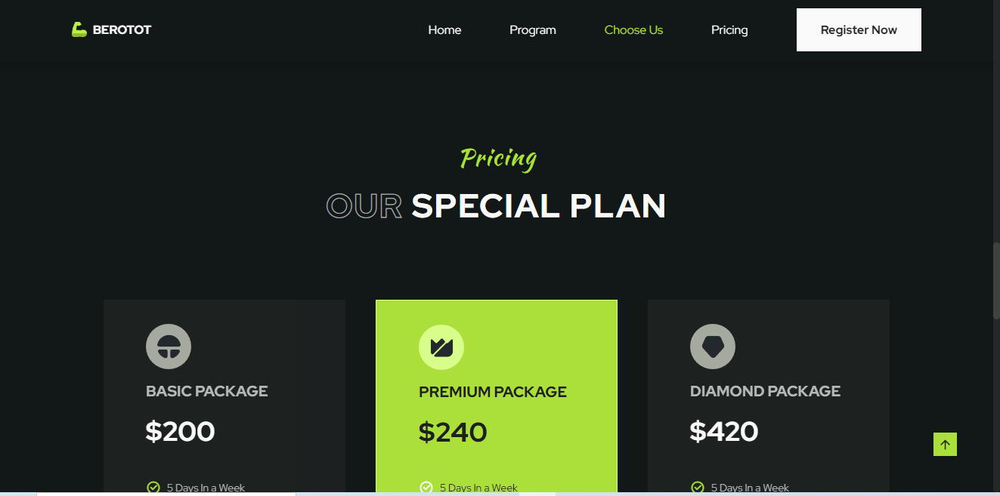 BEROTOT
Home
Program
Choose Us
Pricing
Register Now
Pricing
OUR SPECIAL PLAN
BASIC PACKAGE
$200
5 Days In a Week
PREMIUM PACKAGE
$240
5 Days In a Week
DIAMOND PACKAGE
$420
5 Days In a Week